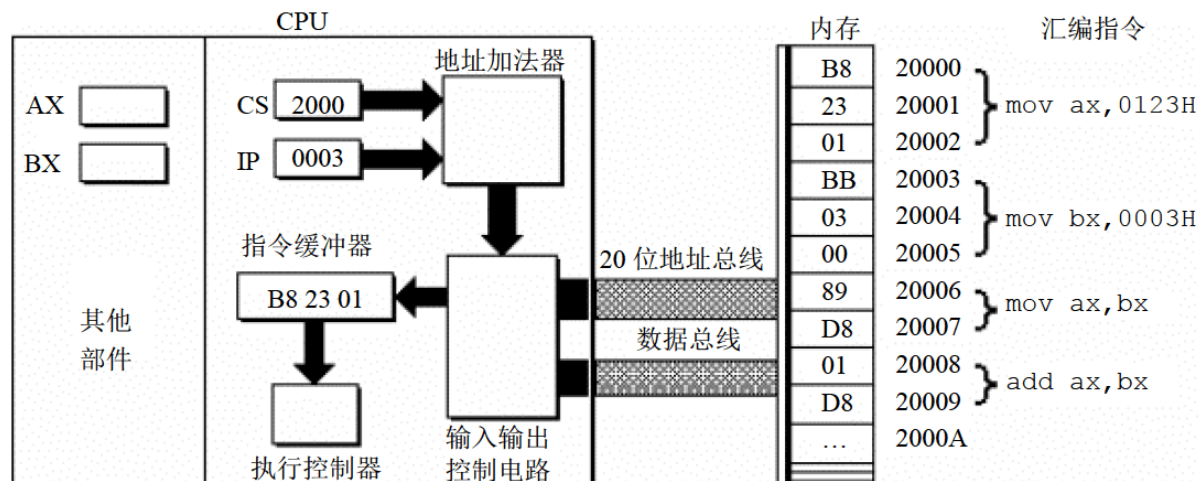 CPU
内存
汇编指令
地址加法器
AX
BX
CS 2000
IP 0003
指令缓冲器
B8 23 01
其他
部件
执行控制器
输入输出
控制电路
20 位地址总线
数据总线
B8 20000
23 20001
01 20002
mov ax,0123H
BB 20003
03 20004
00 20005
mov bx,0003H
89 20006
D8 20007
mov ax,bx
01 20008
D8 20009
add ax,bx
… 2000A